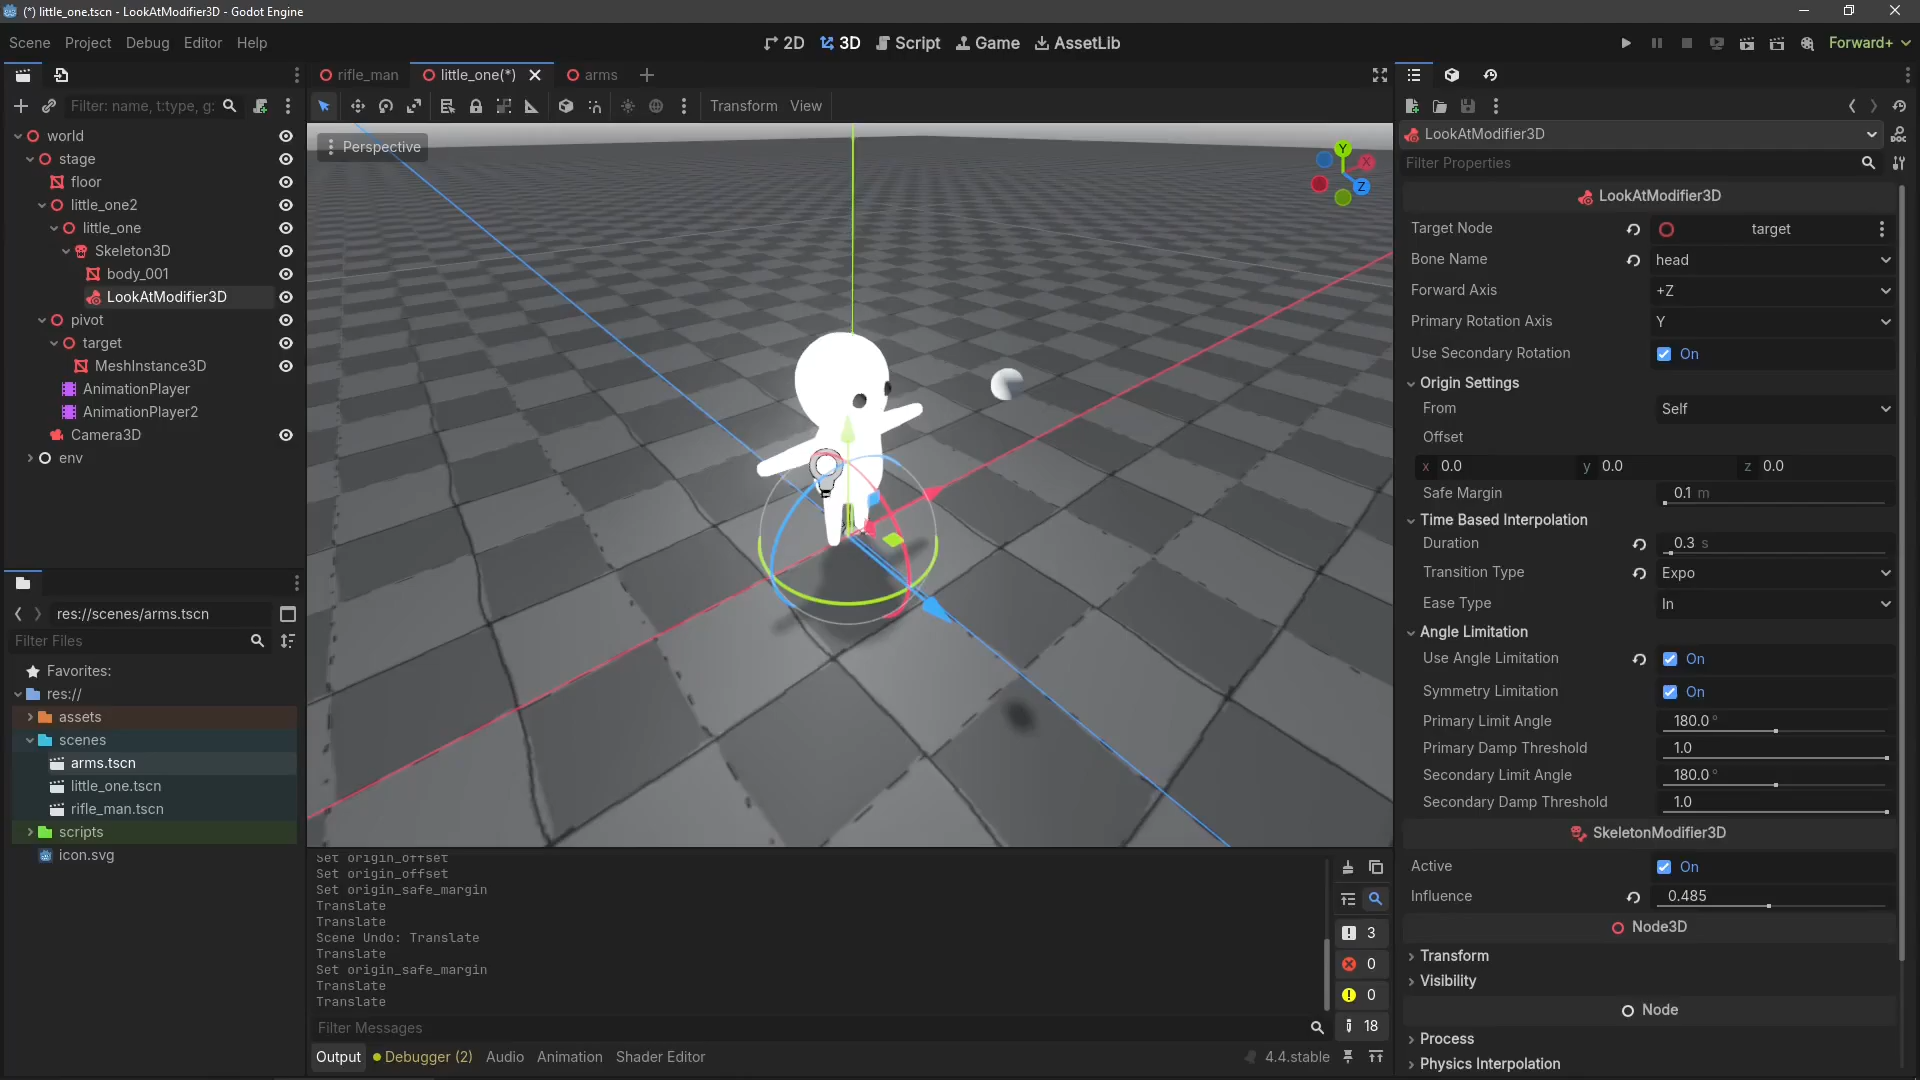 (*) little_one.tscn - LookAtModifier3D - Godot Engine
Scene Project Debug Editor Help
2D 3D Script Game AssetLib
Forward+
rifle_man little_one(*) arms
Filter: name, t:type, g:
Transform View
world
stage
floor
little_one2
little_one
Skeleton3D
body_001
LookAtModifier3D
pivot
target
MeshInstance3D
AnimationPlayer
AnimationPlayer2
Camera3D
env
res://scenes/arms.tscn
Filter Files
Favorites:
res://
assets
scenes
arms.tscn
little_one.tscn
rifle_man.tscn
scripts
icon.svg
Perspective
Y
X
Z
Set origin_offset
Set origin_offset
Set origin_safe_margin
Translate
Translate
Scene Undo: Translate
Translate
Set origin_safe_margin
Translate
Translate
Filter Messages
3
0
0
18
Output Debugger (2) Audio Animation Shader Editor
4.4.stable
LookAtModifier3D
Filter Properties
LookAtModifier3D
Target Node target
Bone Name head
Forward Axis +Z
Primary Rotation Axis Y
Use Secondary Rotation On
Origin Settings
From Self
Offset
x 0.0 y 0.0 z 0.0
Safe Margin 0.1 m
Time Based Interpolation
Duration 0.3 s
Transition Type Expo
Ease Type In
Angle Limitation
Use Angle Limitation On
Symmetry Limitation On
Primary Limit Angle 180.0 °
Primary Damp Threshold 1.0
Secondary Limit Angle 180.0 °
Secondary Damp Threshold 1.0
SkeletonModifier3D
Active On
Influence 0.485
Node3D
Transform
Visibility
Node
Process
Physics Interpolation